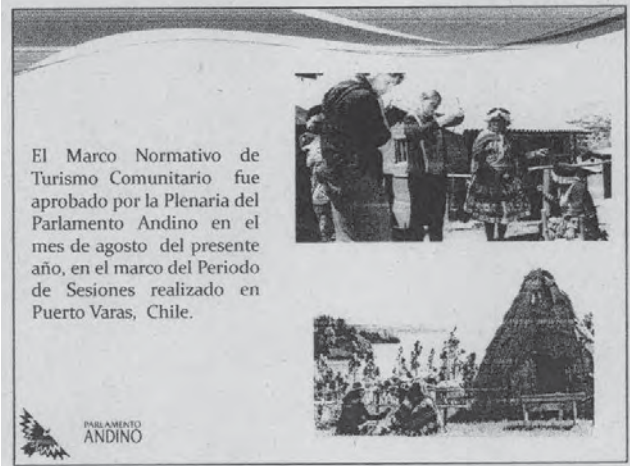 El Marco Normativo de
Turismo Comunitario fue
aprobado por la Plenaria del
Parlamento Andino en el
mes de agosto del presente
año, en el marco del Periodo
de Sesiones realizado en
Puerto Varas, Chile.
PARLAMENTO
ANDINO